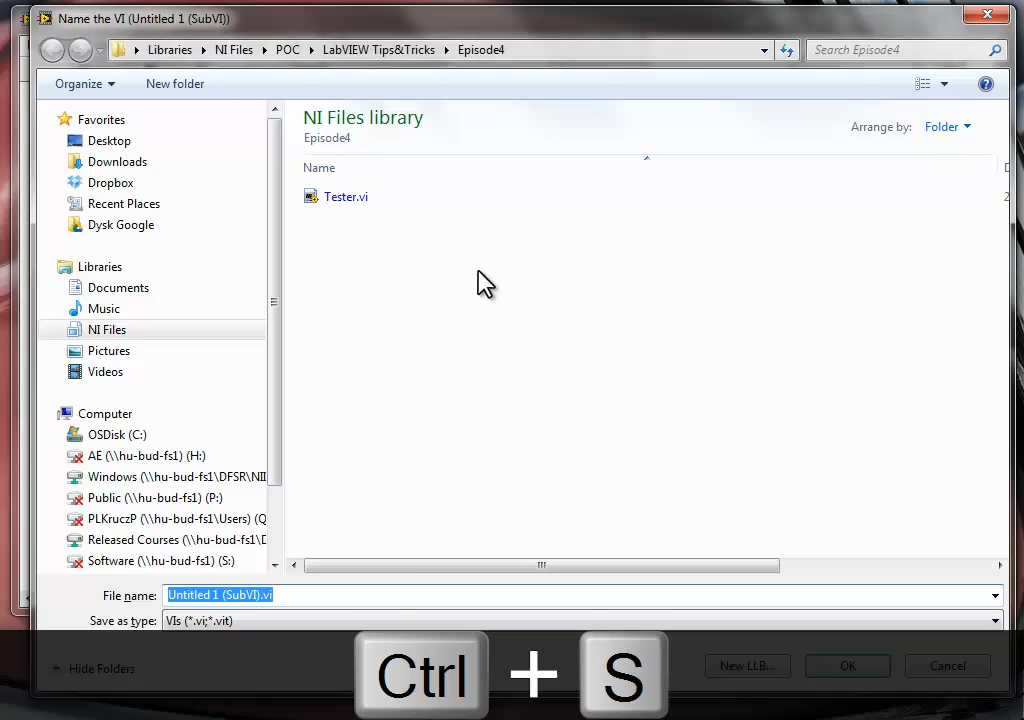 Name the VI (Untitled 1 (SubVI))
Libraries NI Files POC LabVIEW Tips&Tricks Episode4 Search Episode4
Organize New folder
Favorites
Desktop
Downloads
Dropbox
Recent Places
Dysk Google
Libraries
Documents
Music
NI Files
Pictures
Videos
Computer
OSDisk (C:)
AE (\\hu-bud-fs1) (H:)
Windows (\\hu-bud-fs1\DFSR\NI
Public (\\hu-bud-fs1) (P:)
PLKruczP (\\hu-bud-fs1\Users) (Q
Released Courses (\\hu-bud-fs1\D
Software (\\hu-bud-fs1) (S:)
NI Files library
Episode4
Arrange by: Folder
Name
Tester.vi
File name: Untitled 1 (SubVI).vi
Save as type: VIs (*.vi;*.vit)
Hide Folders New LLB... OK Cancel
Ctrl + S